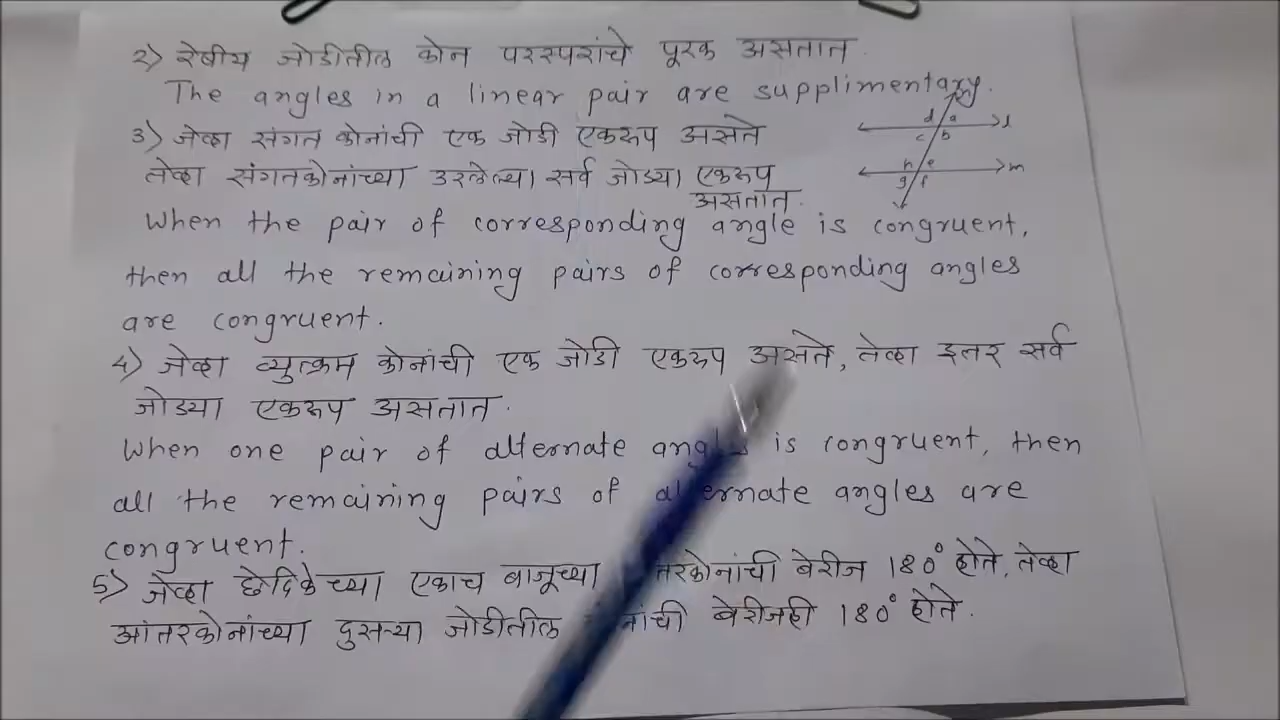 2) रेषीय जोडीतील कोन परस्परांचे पूरक असतात.
The angles in a linear pair are supplimentary.
3) जेव्हा संगत कोनांची एक जोडी एकरूप असते
तेव्हा संगतकोनांच्या उरलेल्या सर्व जोड्या एकरूप
असतात.
d a l
c b
h e m
g f
When the pair of corresponding angle is congruent,
then all the remaining pairs of corresponding angles
are congruent.
4) जेव्हा व्युत्क्रम कोनांची एक जोडी एकरूप असते, तेव्हा इतर सर्व
जोड्या एकरूप असतात.
When one pair of alternate is congruent, then
all the remaining pairs of alternate angles are
congruent.
5) जेव्हा छेदिकेच्या एकाच बाजूच्या बेरीज 180° होते, तेव्हा
आंतरकोनांच्या दुसऱ्या जोडीतील बेरीजही 180° होते.